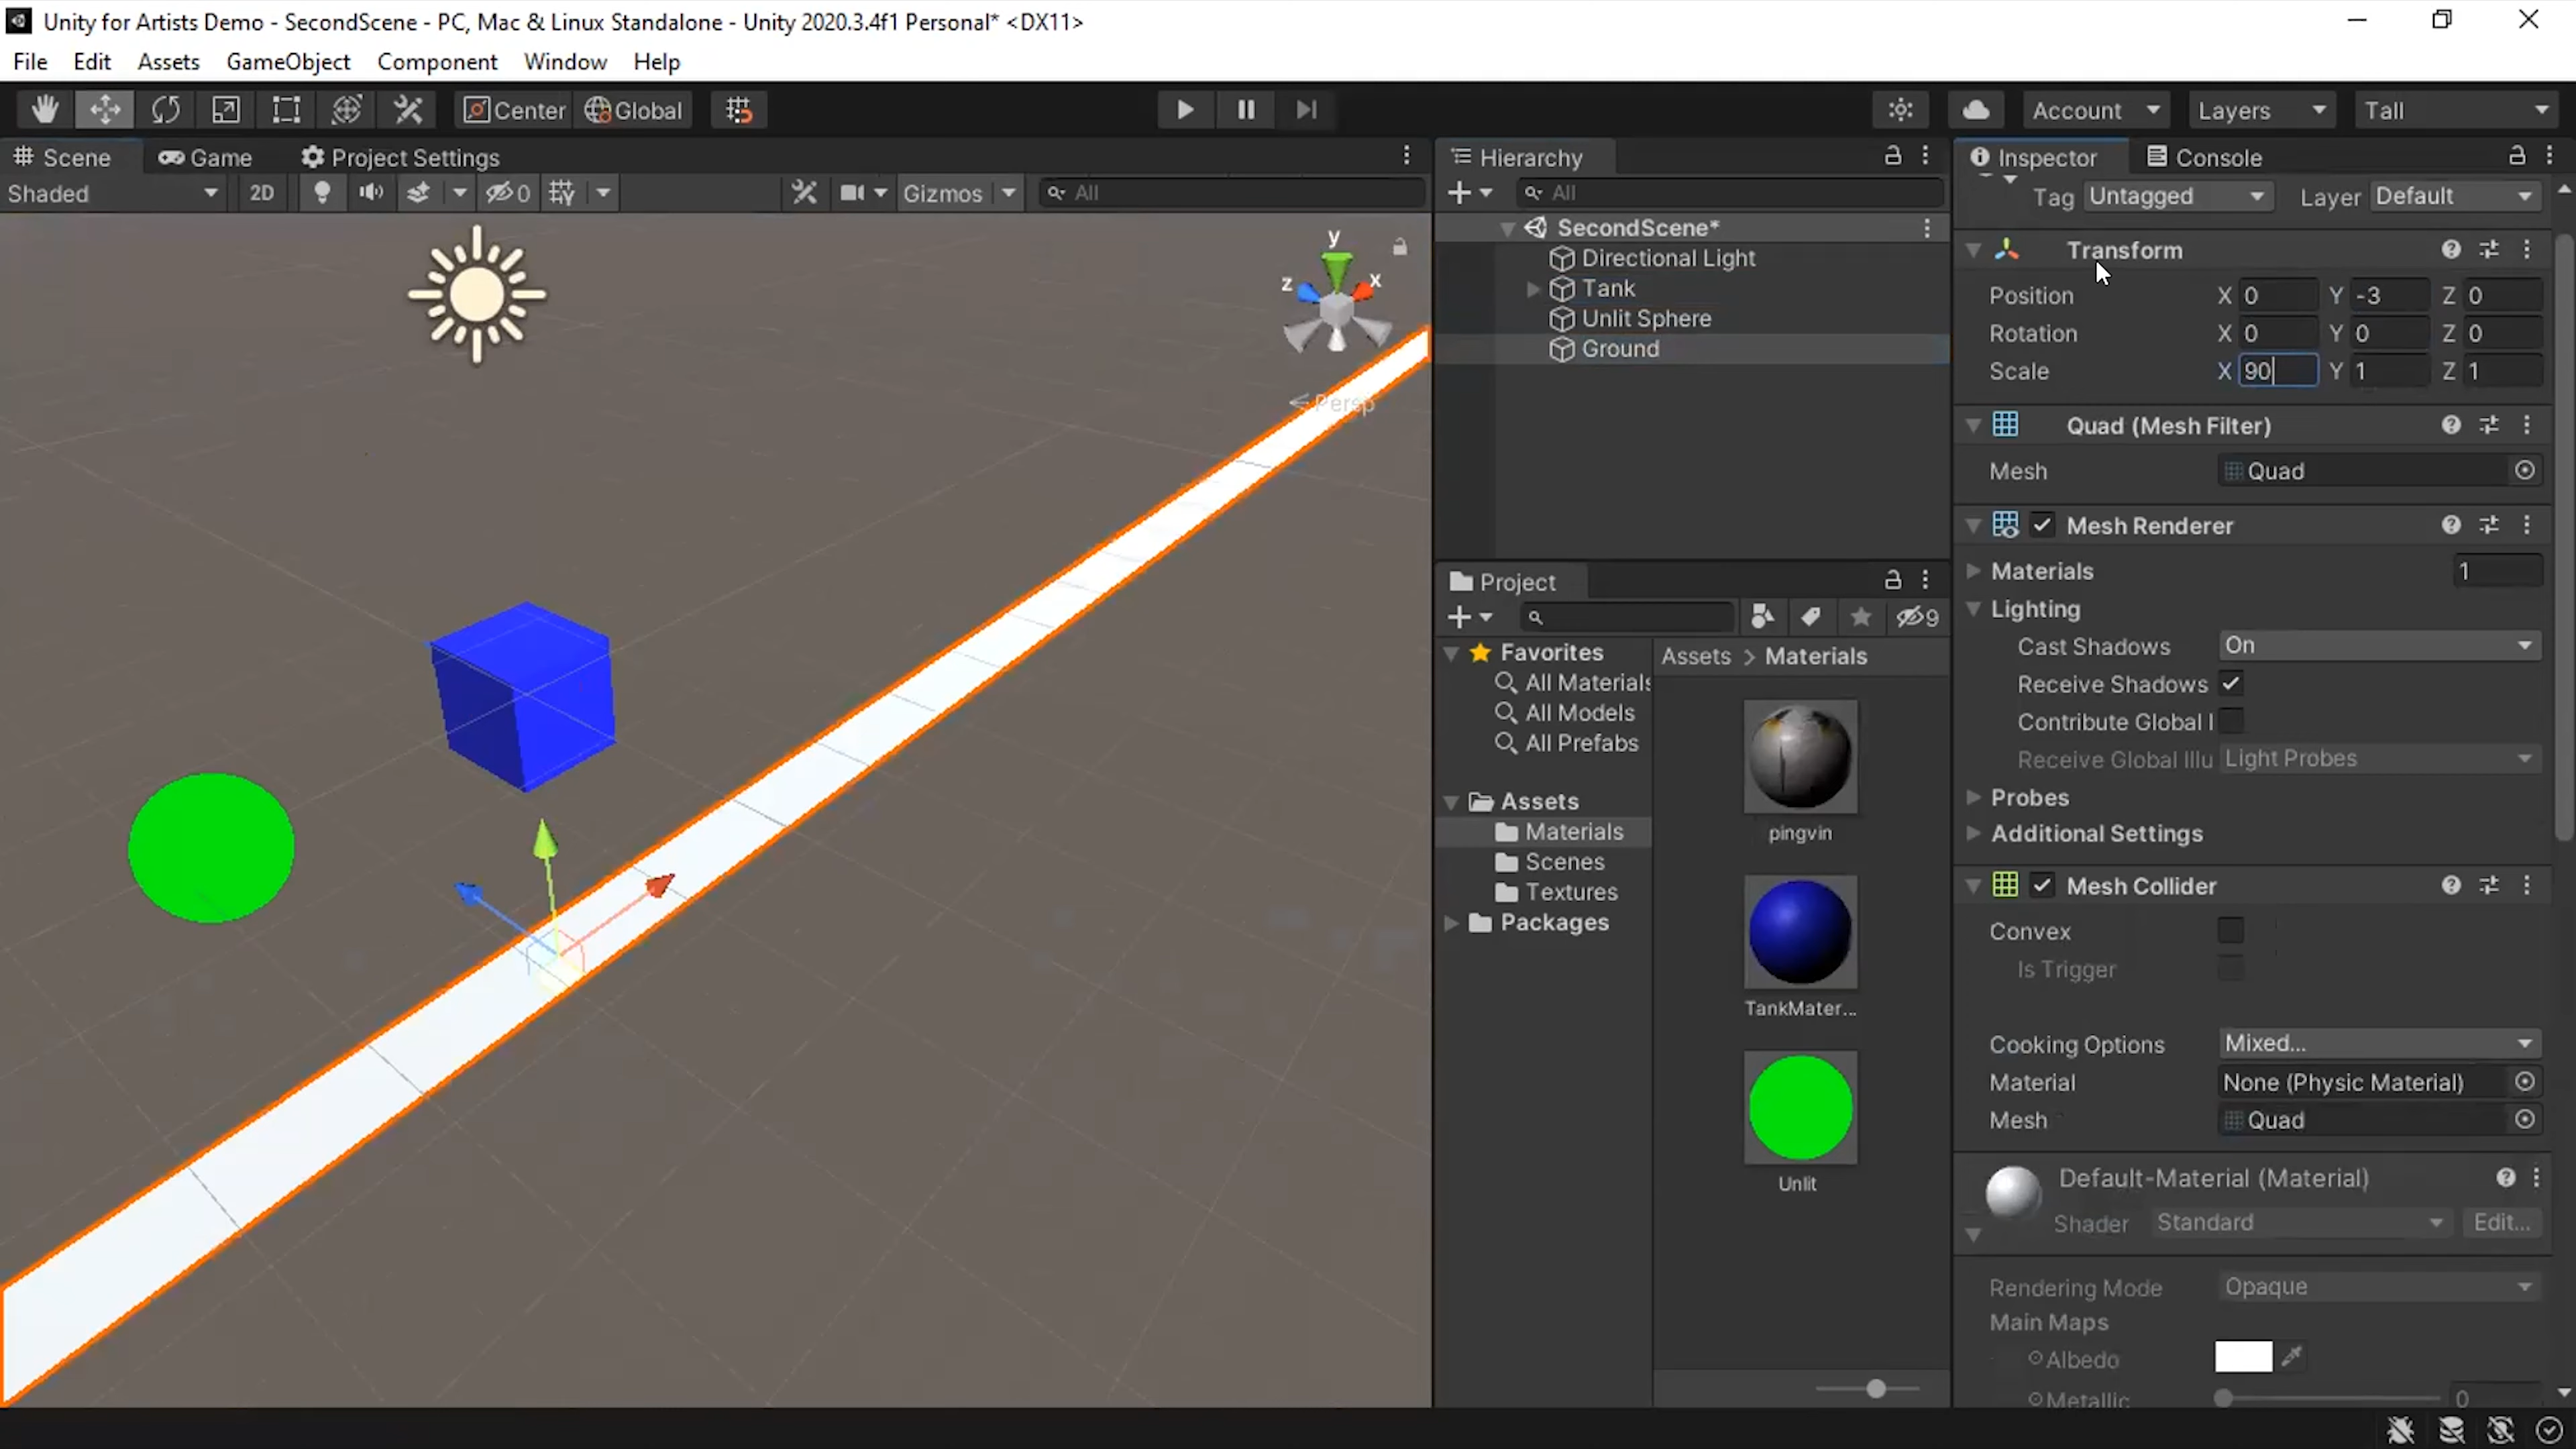 Unity for Artists Demo - SecondScene - PC, Mac & Linux Standalone - Unity 2020.3.4f1 Personal* <DX11>
File Edit Assets GameObject Component Window Help
Center Global Account Layers Tall
Scene Game Project Settings
Shaded 2D 0 Gizmos All
y
z x
Persp
Hierarchy
All
SecondScene*
Directional Light
Tank
Unlit Sphere
Ground
Project
9
Favorites
All Materials
All Models
All Prefabs
Assets
Materials
Scenes
Textures
Packages
Assets > Materials
pingvin
TankMater...
Unlit
Inspector Console
Tag Untagged Layer Default
Transform
Position X 0 Y -3 Z 0
Rotation X 0 Y 0 Z 0
Scale X 90 Y 1 Z 1
Quad (Mesh Filter)
Mesh Quad
Mesh Renderer
Materials 1
Lighting
Cast Shadows On
Receive Shadows
Contribute Global I
Receive Global Illu Light Probes
Probes
Additional Settings
Mesh Collider
Convex
Is Trigger
Cooking Options Mixed...
Material None (Physic Material)
Mesh Quad
Default-Material (Material)
Shader Standard Edit...
Rendering Mode Opaque
Main Maps
Albedo
Metallic 0